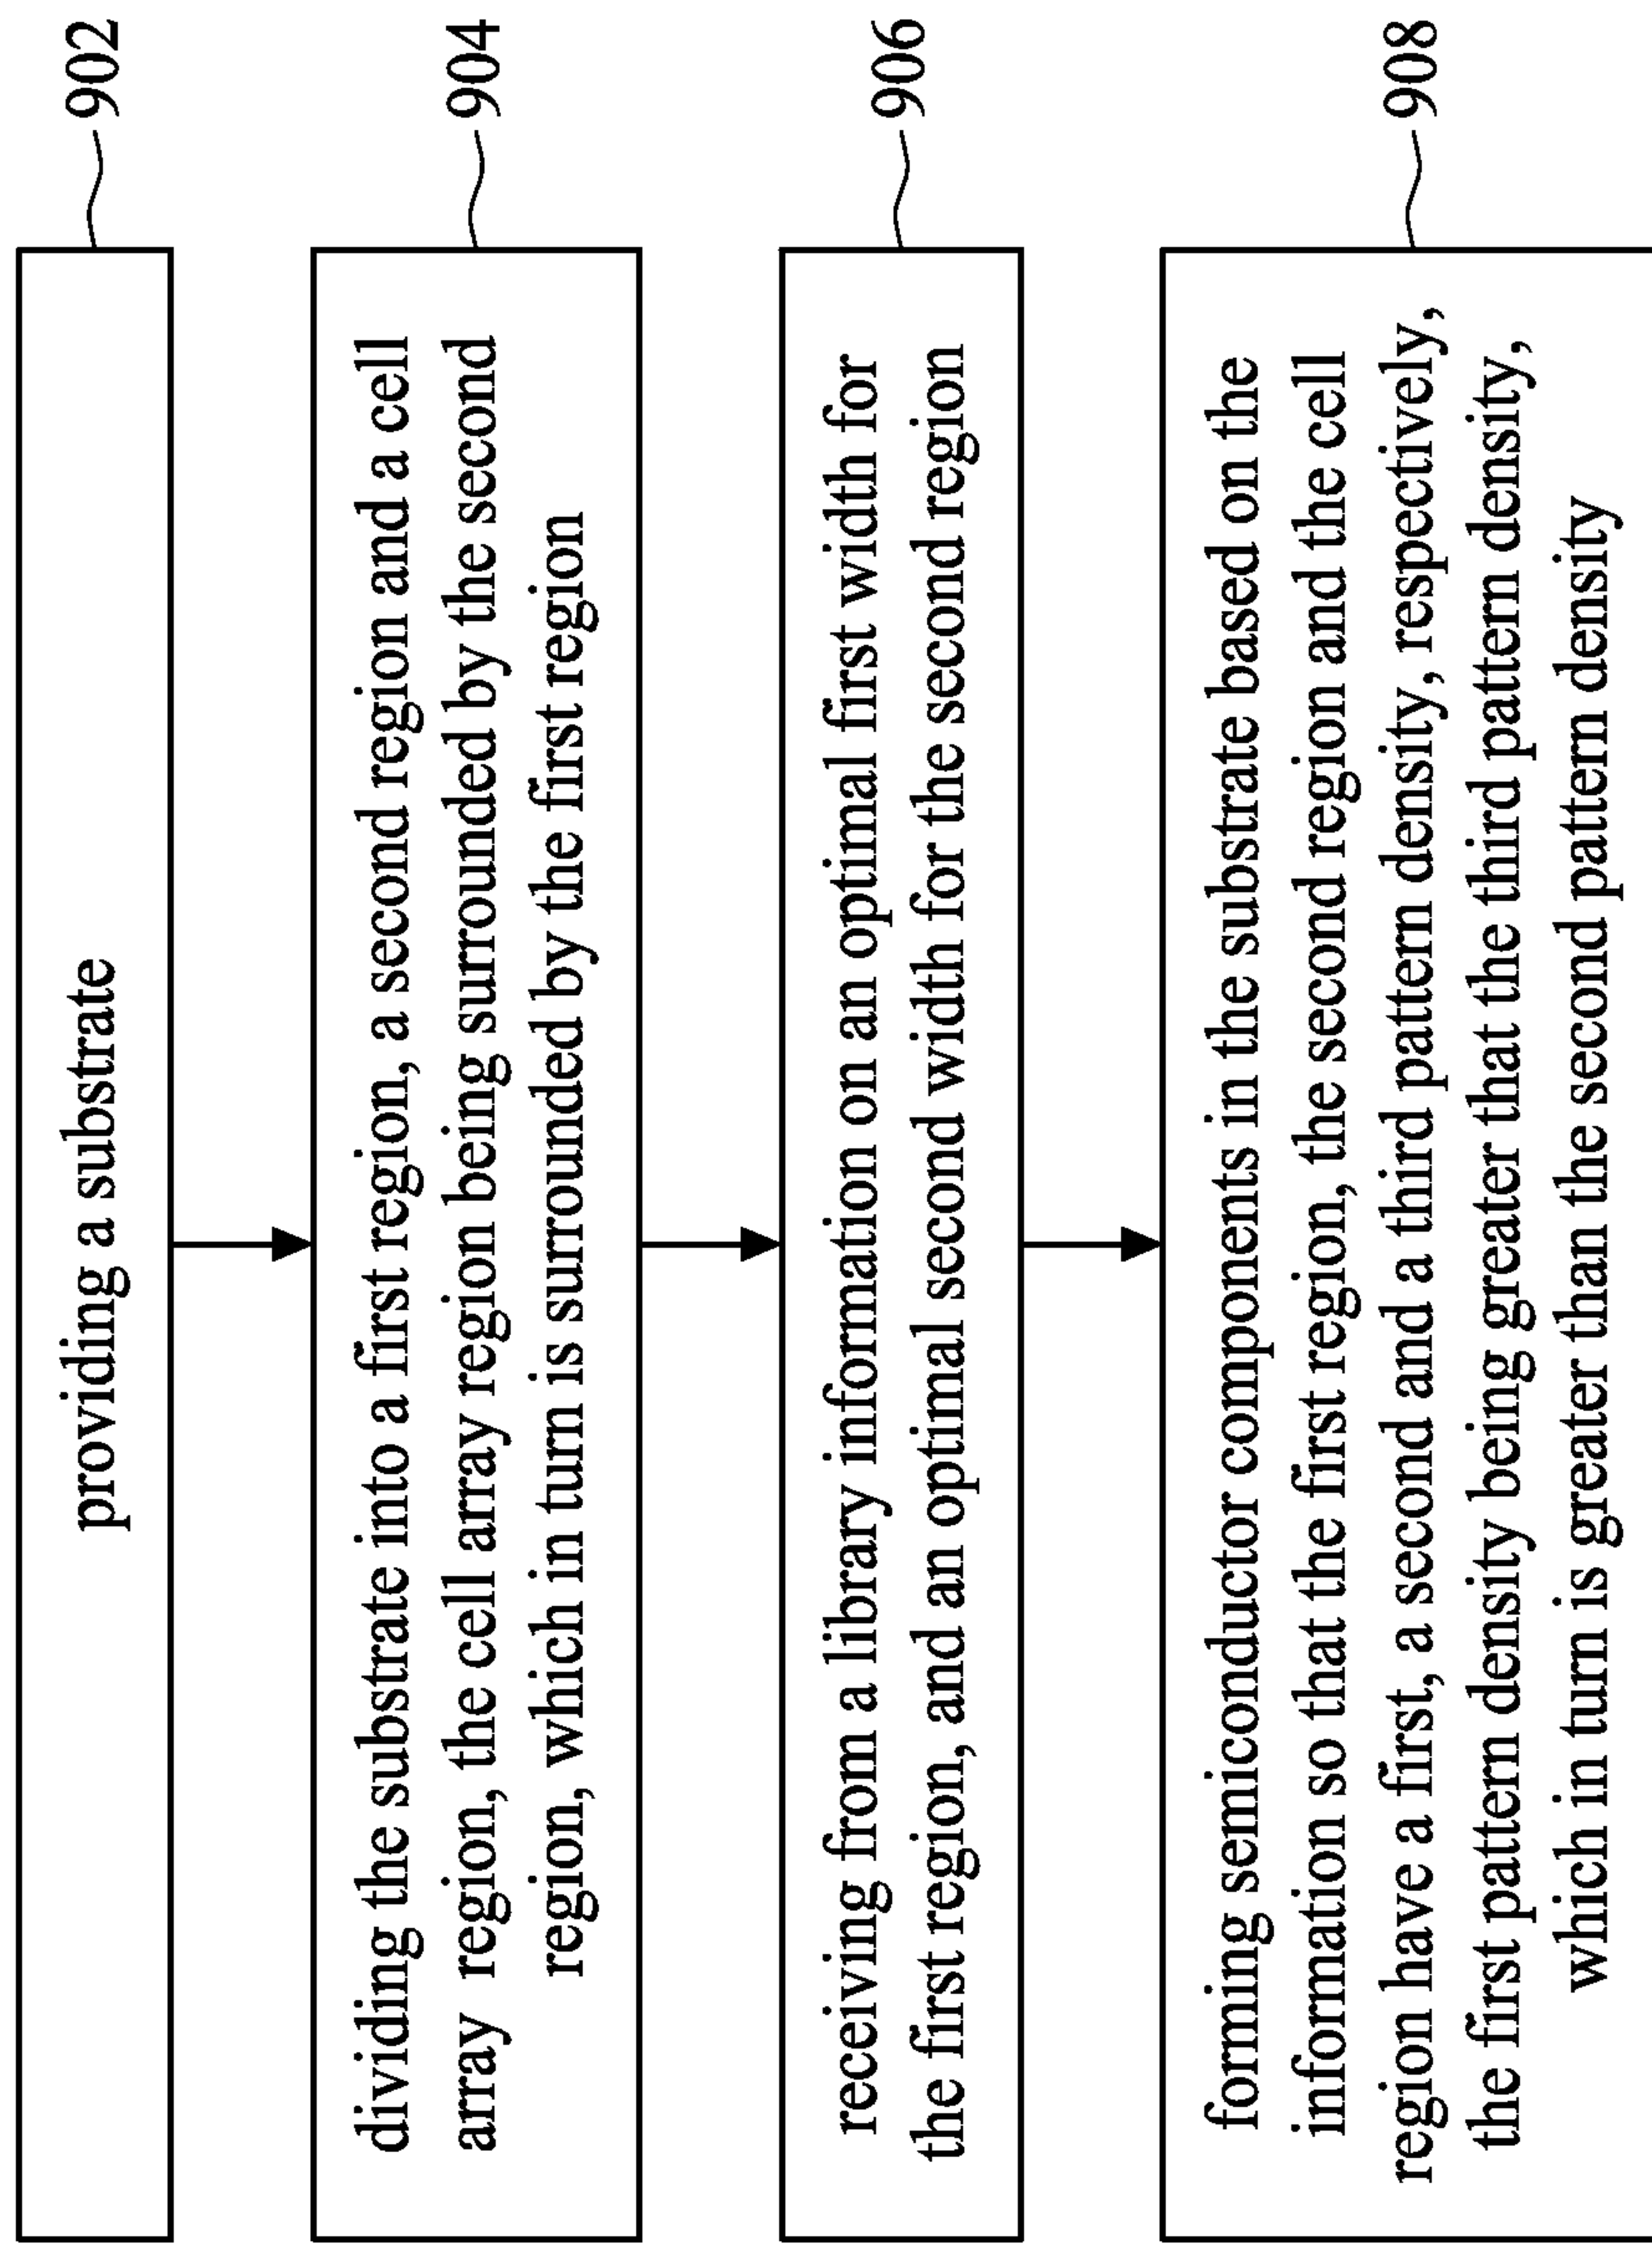 providing a substrate
902
dividing the substrate into a first region, a second region and a cell
array region, the cell array region being surrounded by the second
region, which in turn is surrounded by the first region
904
receiving from a library information on an optimal first width for
the first region, and an optimal second width for the second region
906
forming semiconductor components in the substrate based on the
information so that the first region, the second region and the cell
region have a first, a second and a third pattern density, respectively,
the first pattern density being greater that the third pattern density,
which in turn is greater than the second pattern density
908